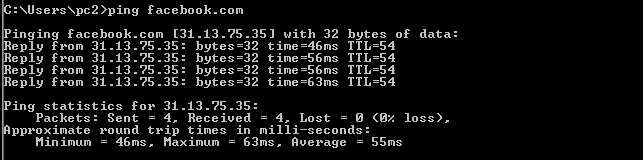 C:\Users\pc2>ping facebook.com
Pinging facebook.com [31.13.75.35] with 32 bytes of data:
Reply from 31.13.75.35: bytes=32 time=46ms TTL=54
Reply from 31.13.75.35: bytes=32 time=56ms TTL=54
Reply from 31.13.75.35: bytes=32 time=56ms TTL=54
Reply from 31.13.75.35: bytes=32 time=63ms TTL=54
Ping statistics for 31.13.75.35:
Packets: Sent = 4, Received = 4, Lost = 0 (0% loss),
Approximate round trip times in milli-seconds:
Minimum = 46ms, Maximum = 63ms, Average = 55ms